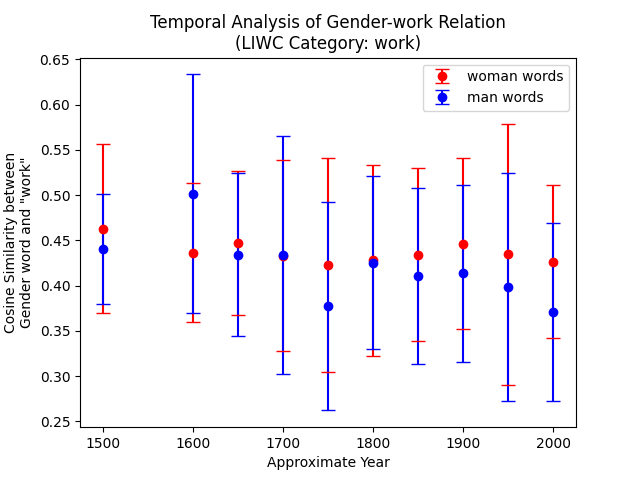 Temporal Analysis of Gender-work Relation
(LIWC Category: work)
woman words
man words
Cosine Similarity between
Gender word and "work"
0.65
0.60
0.55
0.50
0.45
0.40
0.35
0.30
0.25
1500
1600
1700
1800
1900
2000
Approximate Year